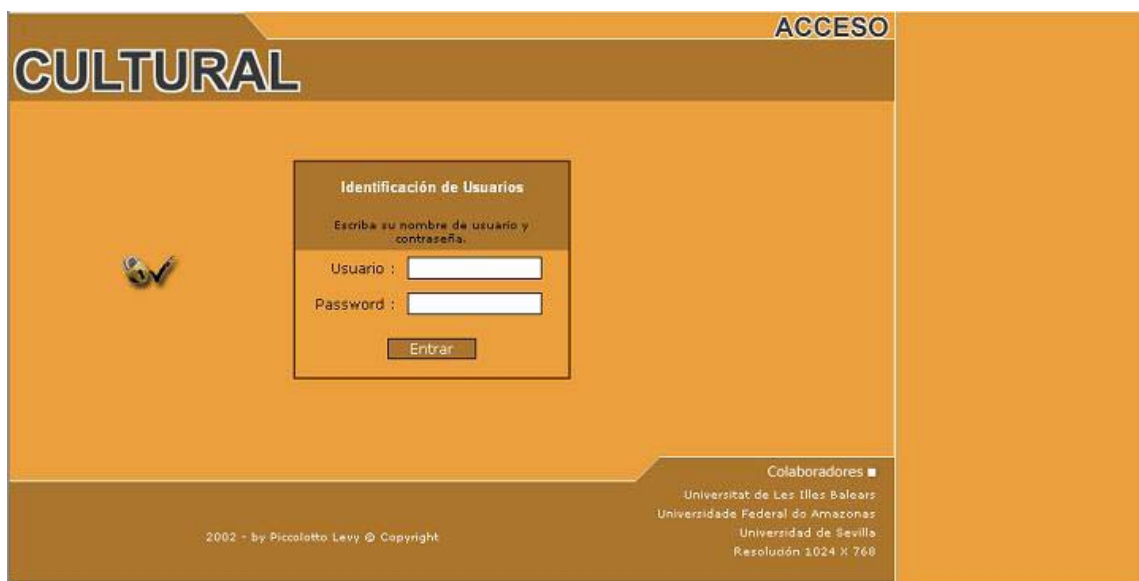 ACCESO
CULTURAL
Identificación de Usuarios
Escriba su nombre de usuario y
contraseña.
Usuario :
Password :
Entrar
Colaboradores
Universitat de Les Illes Balears
Universidade Federal do Amazonas
Universidad de Sevilla
Resolución 1024 X 768
2002 - by Piccolotto Levy @ Copyright